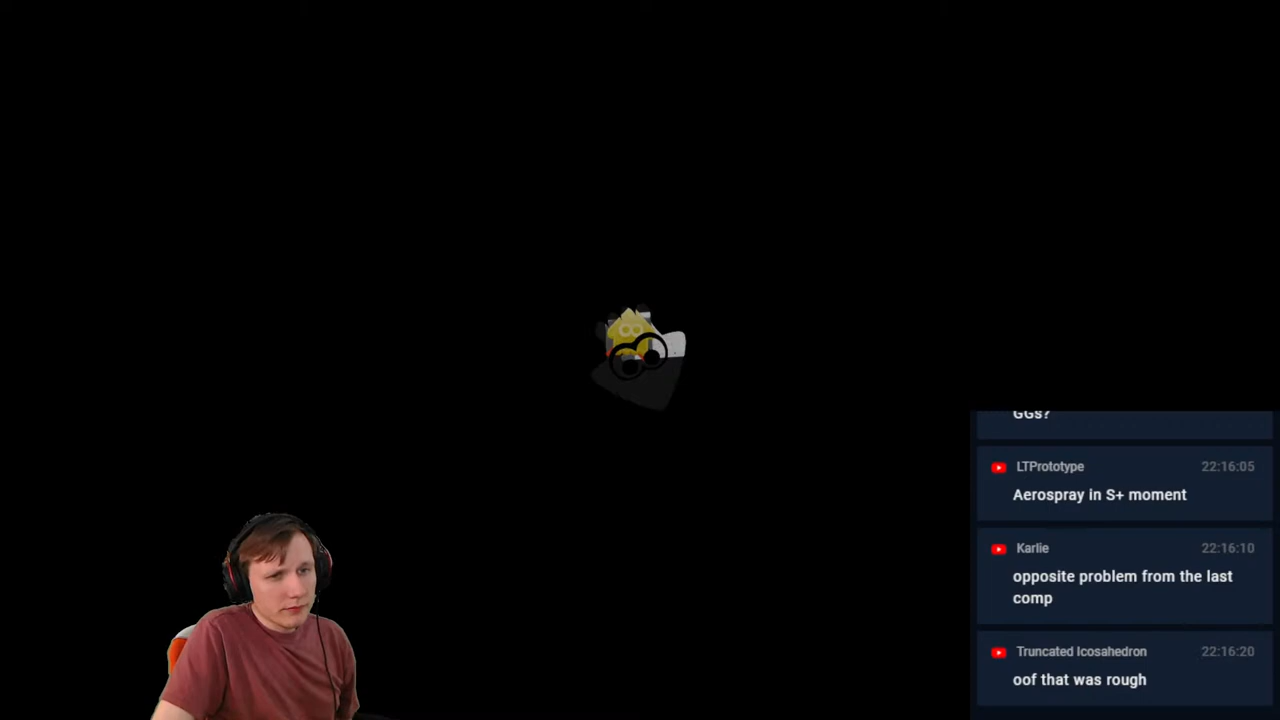 GGs?
LTPrototype 22:16:05
Aerospray in S+ moment
Karlie 22:16:10
opposite problem from the last
comp
Truncated Icosahedron 22:16:20
oof that was rough